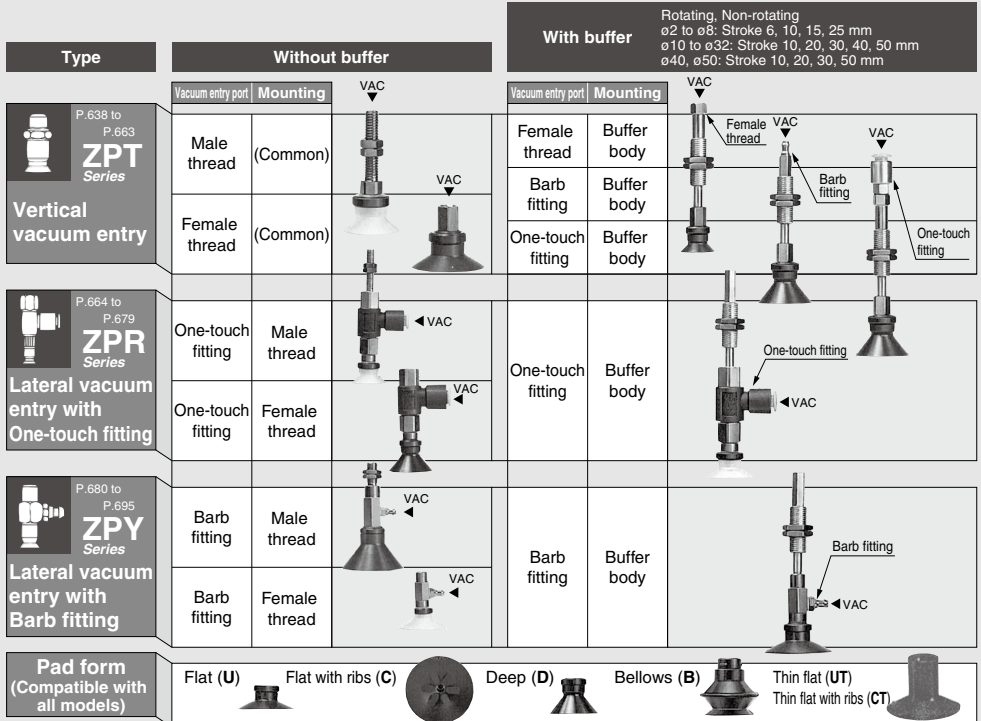 Type
Without buffer
With buffer
Rotating, Non-rotating
ø2 to ø8: Stroke 6, 10, 15, 25 mm
ø10 to ø32: Stroke 10, 20, 30, 40, 50 mm
ø40, ø50: Stroke 10, 20, 30, 50 mm
Vacuum entry port
Mounting
VAC
Vacuum entry port
Mounting
VAC
P.638 to
P.663
ZPT
Series
Vertical
vacuum entry
Male
thread
(Common)
VAC
Female
thread
(Common)
Female
thread
Buffer
body
Barb
fitting
Buffer
body
One-touch
fitting
Buffer
body
Female
thread
VAC
Barb
fitting
VAC
One-touch
fitting
P.664 to
P.679
ZPR
Series
Lateral vacuum
entry with
One-touch fitting
One-touch
fitting
Male
thread
VAC
One-touch
fitting
Female
thread
VAC
One-touch
fitting
Buffer
body
One-touch fitting
VAC
P.680 to
P.695
ZPY
Series
Lateral vacuum
entry with
Barb fitting
Barb
fitting
Male
thread
VAC
Barb
fitting
Female
thread
VAC
Barb
fitting
Buffer
body
Barb fitting
VAC
Pad form
(Compatible with
all models)
Flat (U)
Flat with ribs (C)
Deep (D)
Bellows (B)
Thin flat (UT)
Thin flat with ribs (CT)